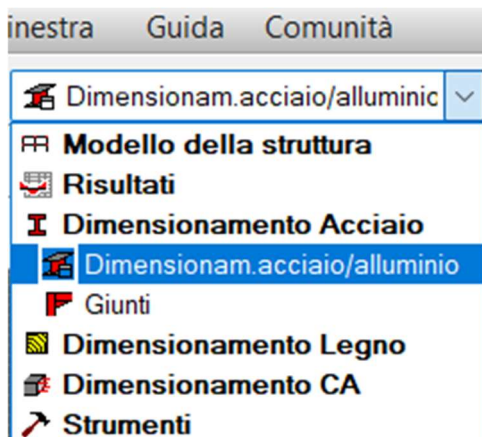 inestra Guida Comunità
Dimensionam.acciaio/alluminio
Modello della struttura
Risultati
Dimensionamento Acciaio
Dimensionam.acciaio/alluminio
Giunti
Dimensionamento Legno
Dimensionamento CA
Strumenti